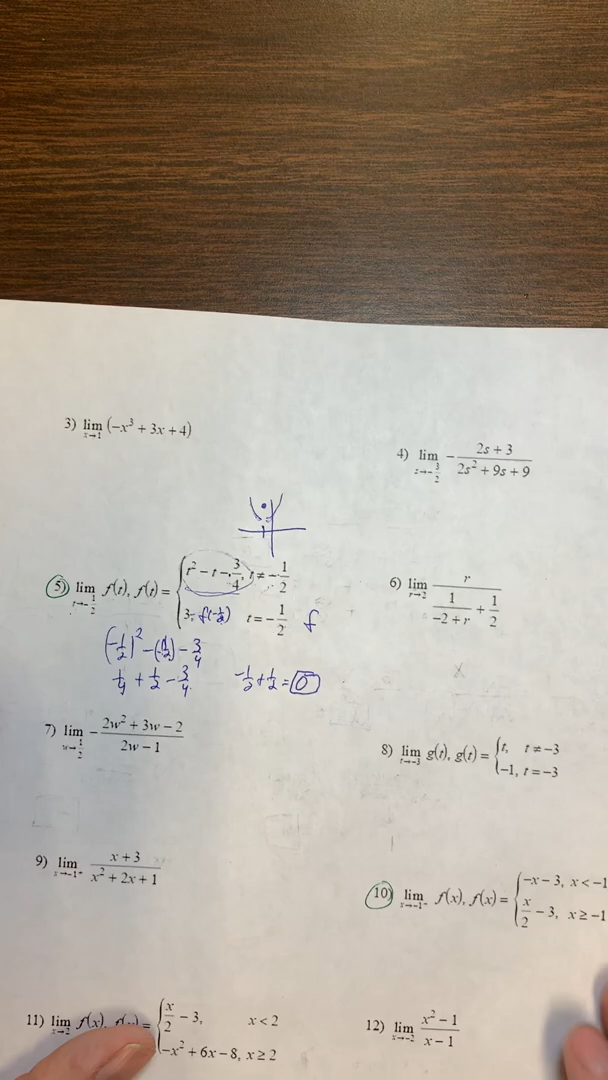 3) lim x→1 (−x³ + 3x + 4)
4) lim s→−3/2 − (2s + 3)/(2s² + 9s + 9)
5) lim t→−1/2 f(t), f(t) = { t² − t − 3/4, t ≠ −1/2
3, f(-1/2) t = −1/2 f
(-1/2)² - (-1/2) - 3/4
1/4 + 1/2 - 3/4 -1/2 + 1/2 = 0
6) lim r→2 r/(1/(−2 + r) + 1/2)
7) lim w→1/2 − (2w² + 3w − 2)/(2w − 1)
8) lim t→−3 g(t), g(t) = { t, t ≠ −3
−1, t = −3
9) lim x→−1⁺ (x + 3)/(x² + 2x + 1)
10) lim x→−1⁻ f(x), f(x) = { −x − 3, x < −1
x/2 − 3, x ≥ −1
11) lim x→2 f(x), = { x/2 − 3, x < 2
−x² + 6x − 8, x ≥ 2
12) lim x→−2 (x² − 1)/(x − 1)